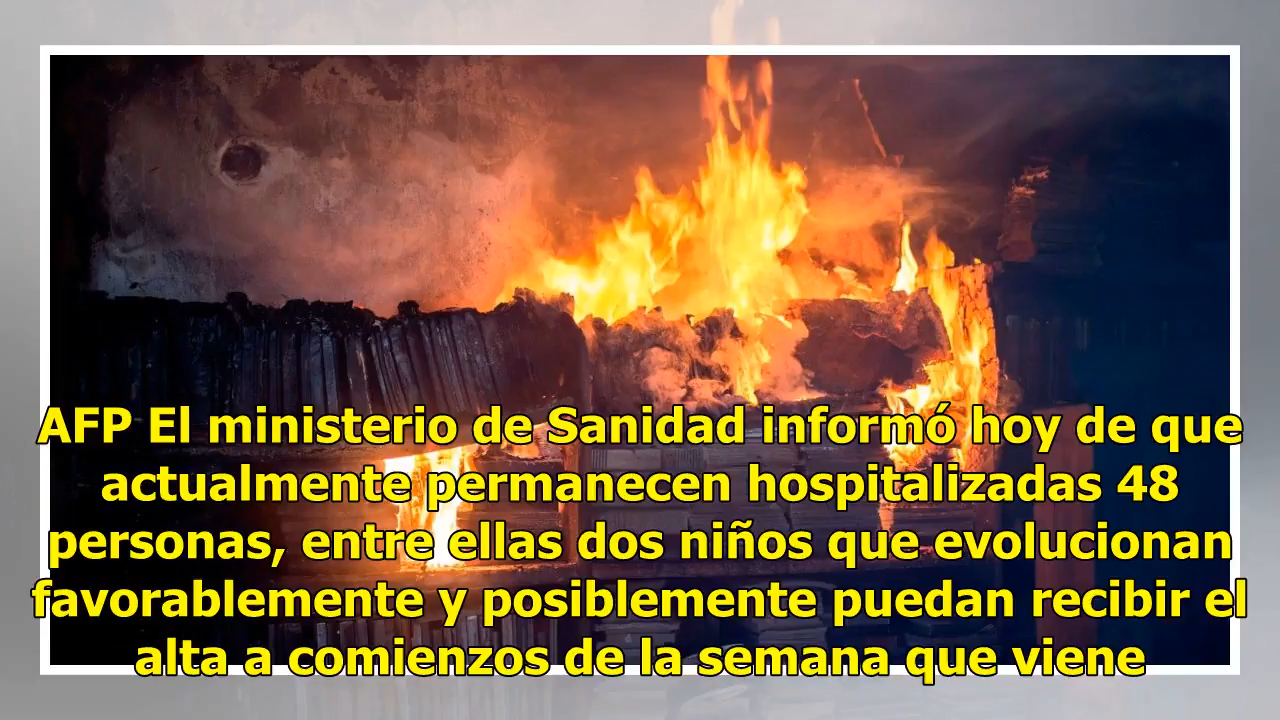 AFP El ministerio de Sanidad informó hoy de que
actualmente permanecen hospitalizadas 48
personas, entre ellas dos niños que evolucionan
favorablemente y posiblemente puedan recibir el
alta a comienzos de la semana que viene